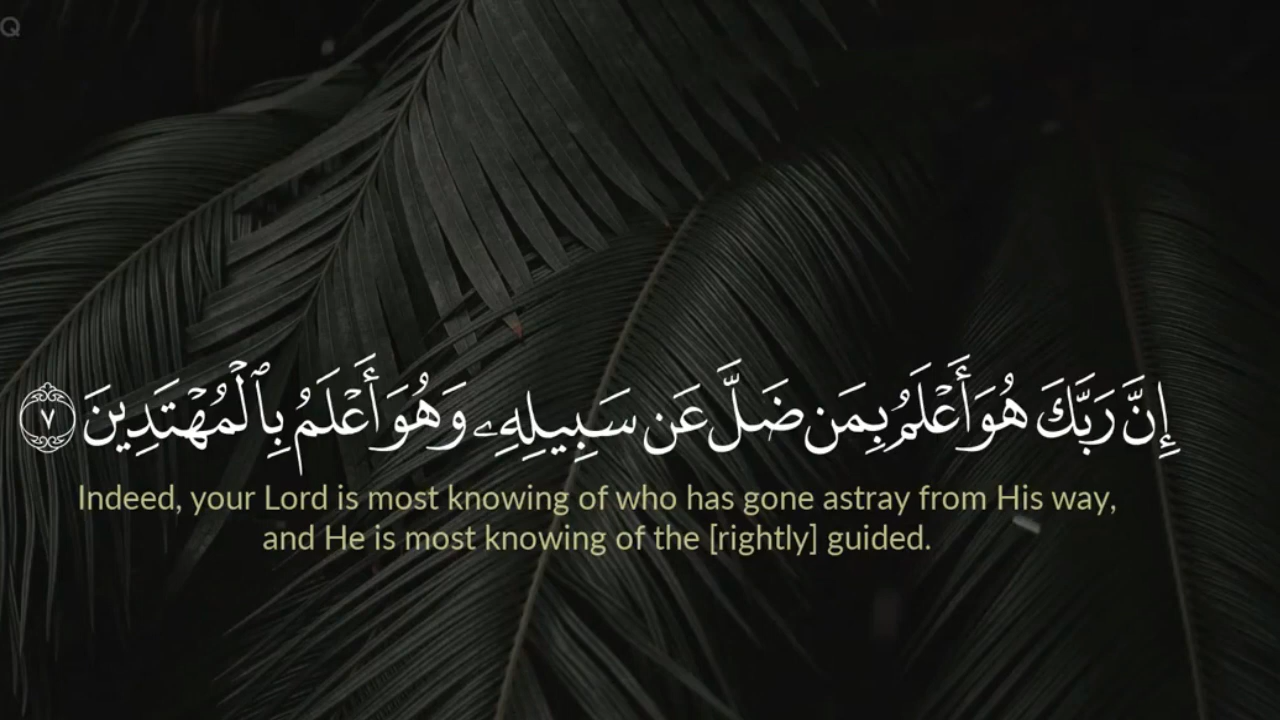 Q
إِنَّ رَبَّكَ هُوَ أَعْلَمُ بِمَن ضَلَّ عَن سَبِيلِهِۦ وَهُوَ أَعْلَمُ بِٱلْمُهْتَدِينَ ٧
Indeed, your Lord is most knowing of who has gone astray from His way,
and He is most knowing of the [rightly] guided.